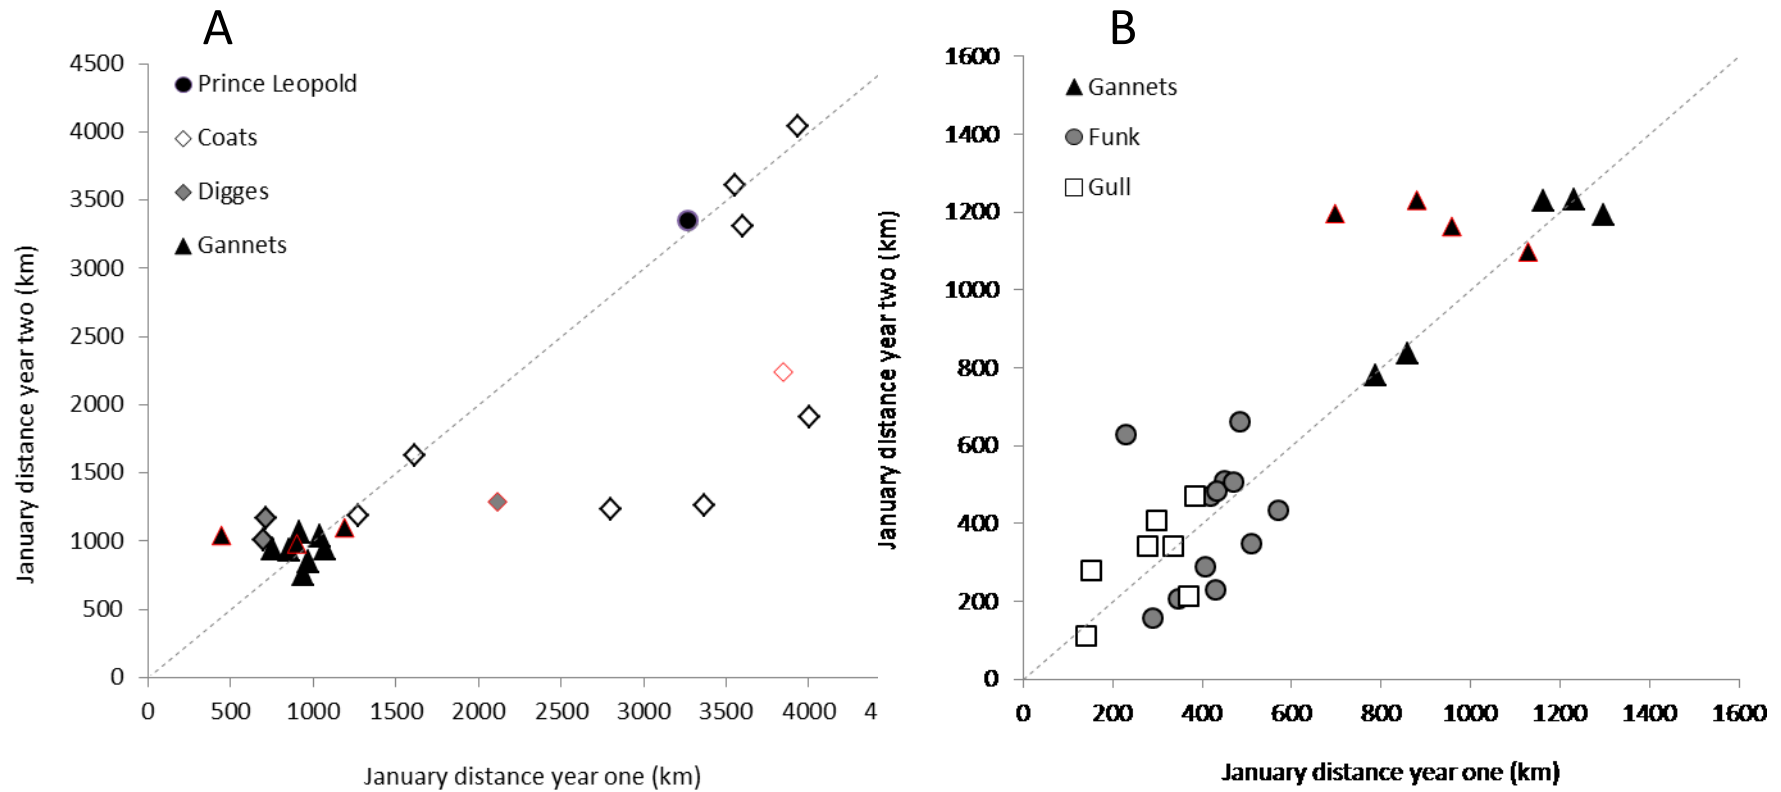 A
4500
4000
3500
3000
2500
2000
1500
1000
500
0
Prince Leopold
Coats
Digges
Gannets
January distance year two (km)
0 500 1000 1500 2000 2500 3000 3500 4000 4
January distance year one (km)
B
1600
1400
1200
1000
800
600
400
200
0
Gannets
Funk
Gull
January distance year two (km)
0 200 400 600 800 1000 1200 1400 1600
January distance year one (km)